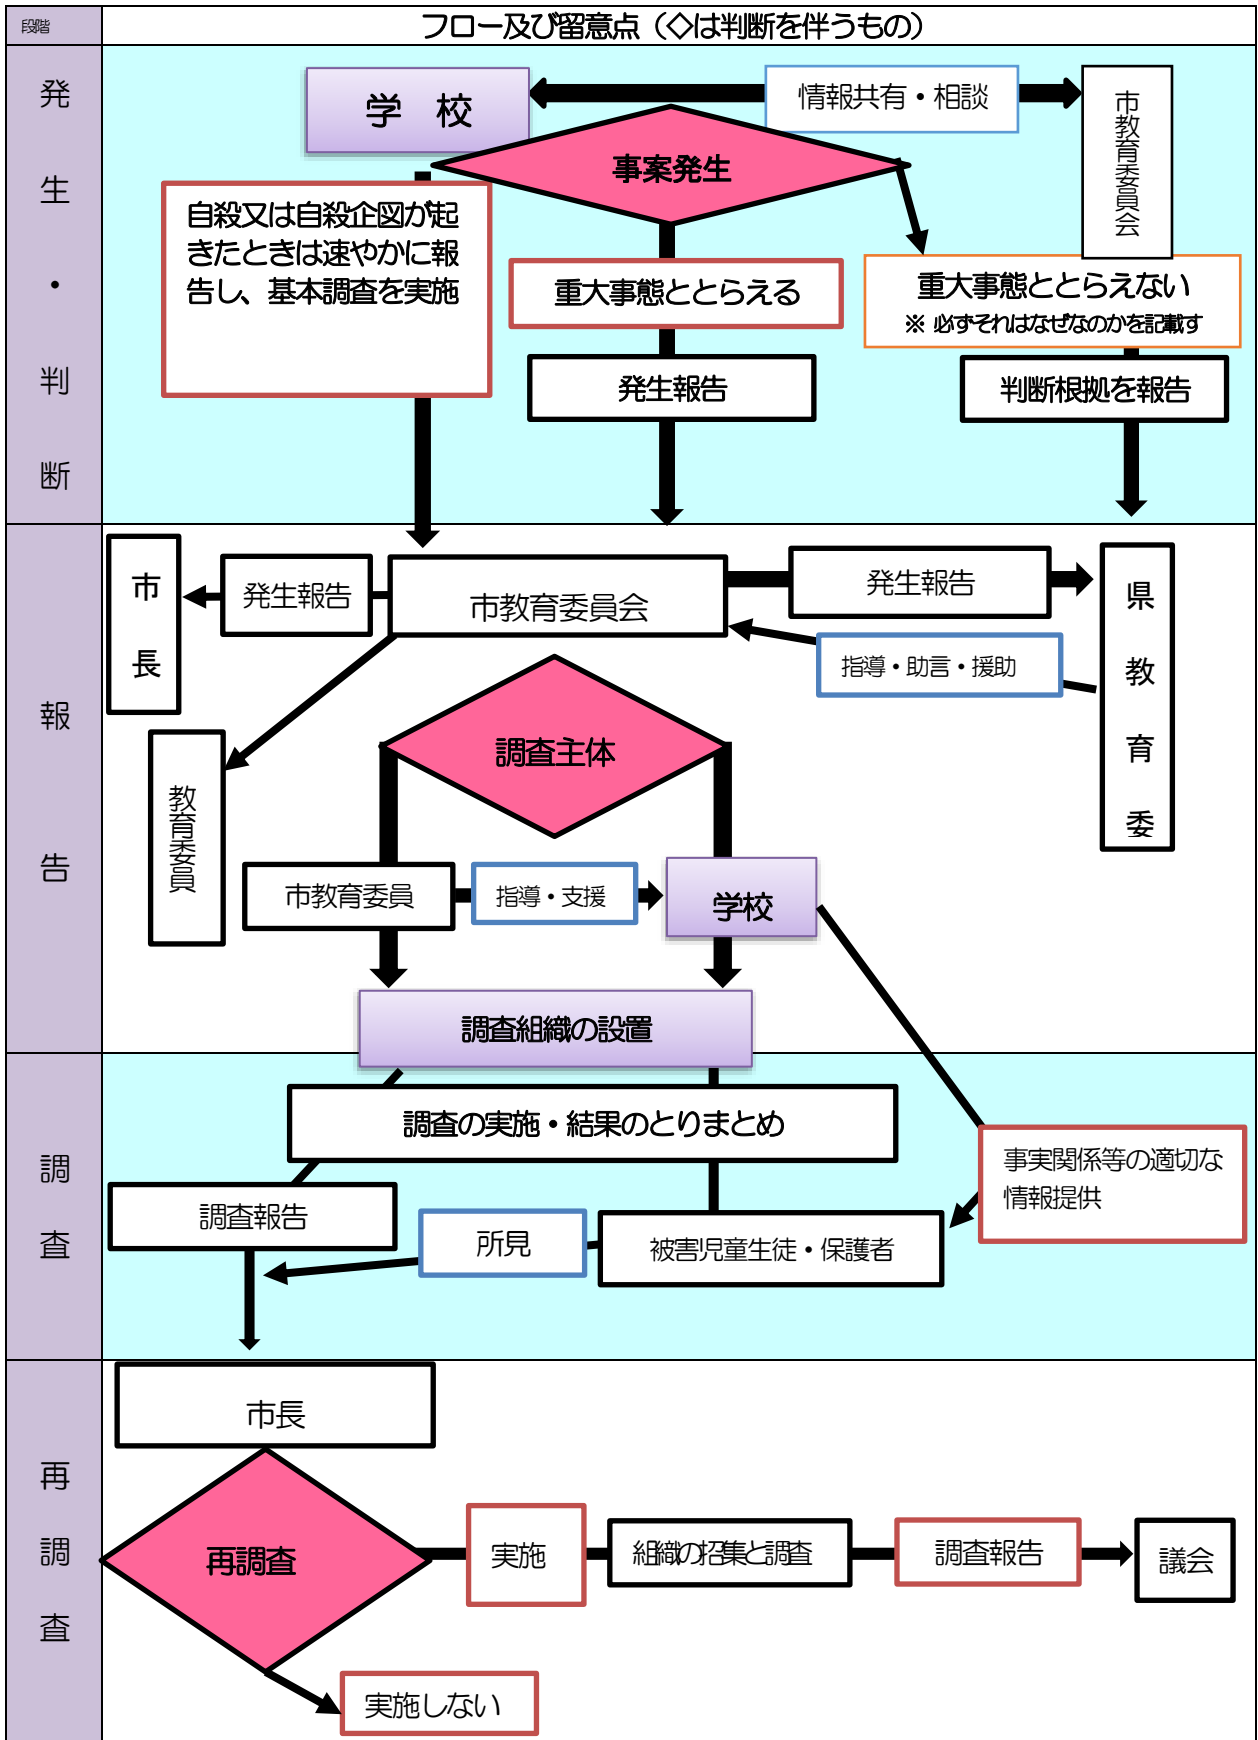 段階
フロー及び留意点（◇は判断を伴うもの）
発生・判断
学　校
情報共有・相談
市教育委員会
事案発生
自殺又は自殺企図が起
きたときは速やかに報
告し、基本調査を実施
重大事態ととらえる
重大事態ととらえない
※ 必ずそれはなぜなのかを記載す
発生報告
判断根拠を報告
報告
市長
発生報告
市教育委員会
発生報告
県教育委
指導・助言・援助
調査主体
教育委員
市教育委員
指導・支援
学校
調査組織の設置
調査
調査の実施・結果のとりまとめ
事実関係等の適切な
情報提供
調査報告
所見
被害児童生徒・保護者
再調査
市長
再調査
実施
組織の招集と調査
調査報告
議会
実施しない